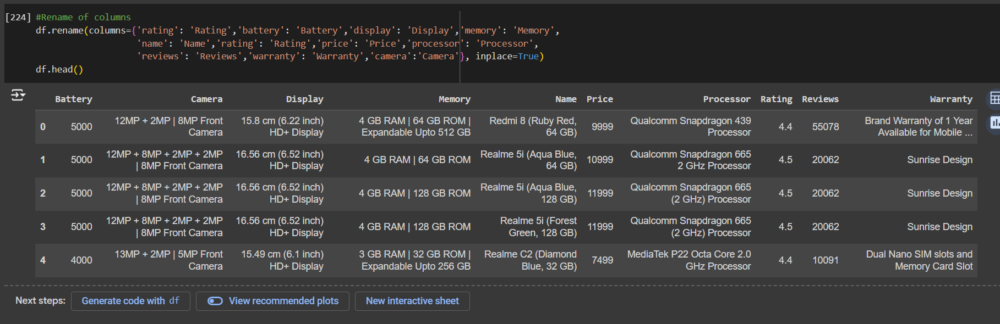 [224] #Rename of columns
df.rename(columns={'rating': 'Rating','battery': 'Battery','display': 'Display','memory': 'Memory',
'name': 'Name','rating': 'Rating','price': 'Price','processor': 'Processor',
'reviews': 'Reviews','warranty': 'Warranty','camera':'Camera'}, inplace=True)
df.head()
Battery Camera Display Memory Name Price Processor Rating Reviews Warranty
0 5000 12MP + 2MP | 8MP Front Camera 15.8 cm (6.22 inch) HD+ Display 4 GB RAM | 64 GB ROM | Expandable Upto 512 GB Redmi 8 (Ruby Red, 64 GB) 9999 Qualcomm Snapdragon 439 Processor 4.4 55078 Brand Warranty of 1 Year Available for Mobile ...
1 5000 12MP + 8MP + 2MP + 2MP | 8MP Front Camera 16.56 cm (6.52 inch) HD+ Display 4 GB RAM | 64 GB ROM Realme 5i (Aqua Blue, 64 GB) 10999 Qualcomm Snapdragon 665 2 GHz Processor 4.5 20062 Sunrise Design
2 5000 12MP + 8MP + 2MP + 2MP | 8MP Front Camera 16.56 cm (6.52 inch) HD+ Display 4 GB RAM | 128 GB ROM Realme 5i (Aqua Blue, 128 GB) 11999 Qualcomm Snapdragon 665 (2 GHz) Processor 4.5 20062 Sunrise Design
3 5000 12MP + 8MP + 2MP + 2MP | 8MP Front Camera 16.56 cm (6.52 inch) HD+ Display 4 GB RAM | 128 GB ROM Realme 5i (Forest Green, 128 GB) 11999 Qualcomm Snapdragon 665 (2 GHz) Processor 4.5 20062 Sunrise Design
4 4000 13MP + 2MP | 5MP Front Camera 15.49 cm (6.1 inch) HD+ Display 3 GB RAM | 32 GB ROM | Expandable Upto 256 GB Realme C2 (Diamond Blue, 32 GB) 7499 MediaTek P22 Octa Core 2.0 GHz Processor 4.4 10091 Dual Nano SIM slots and Memory Card Slot
Next steps: Generate code with df View recommended plots New interactive sheet